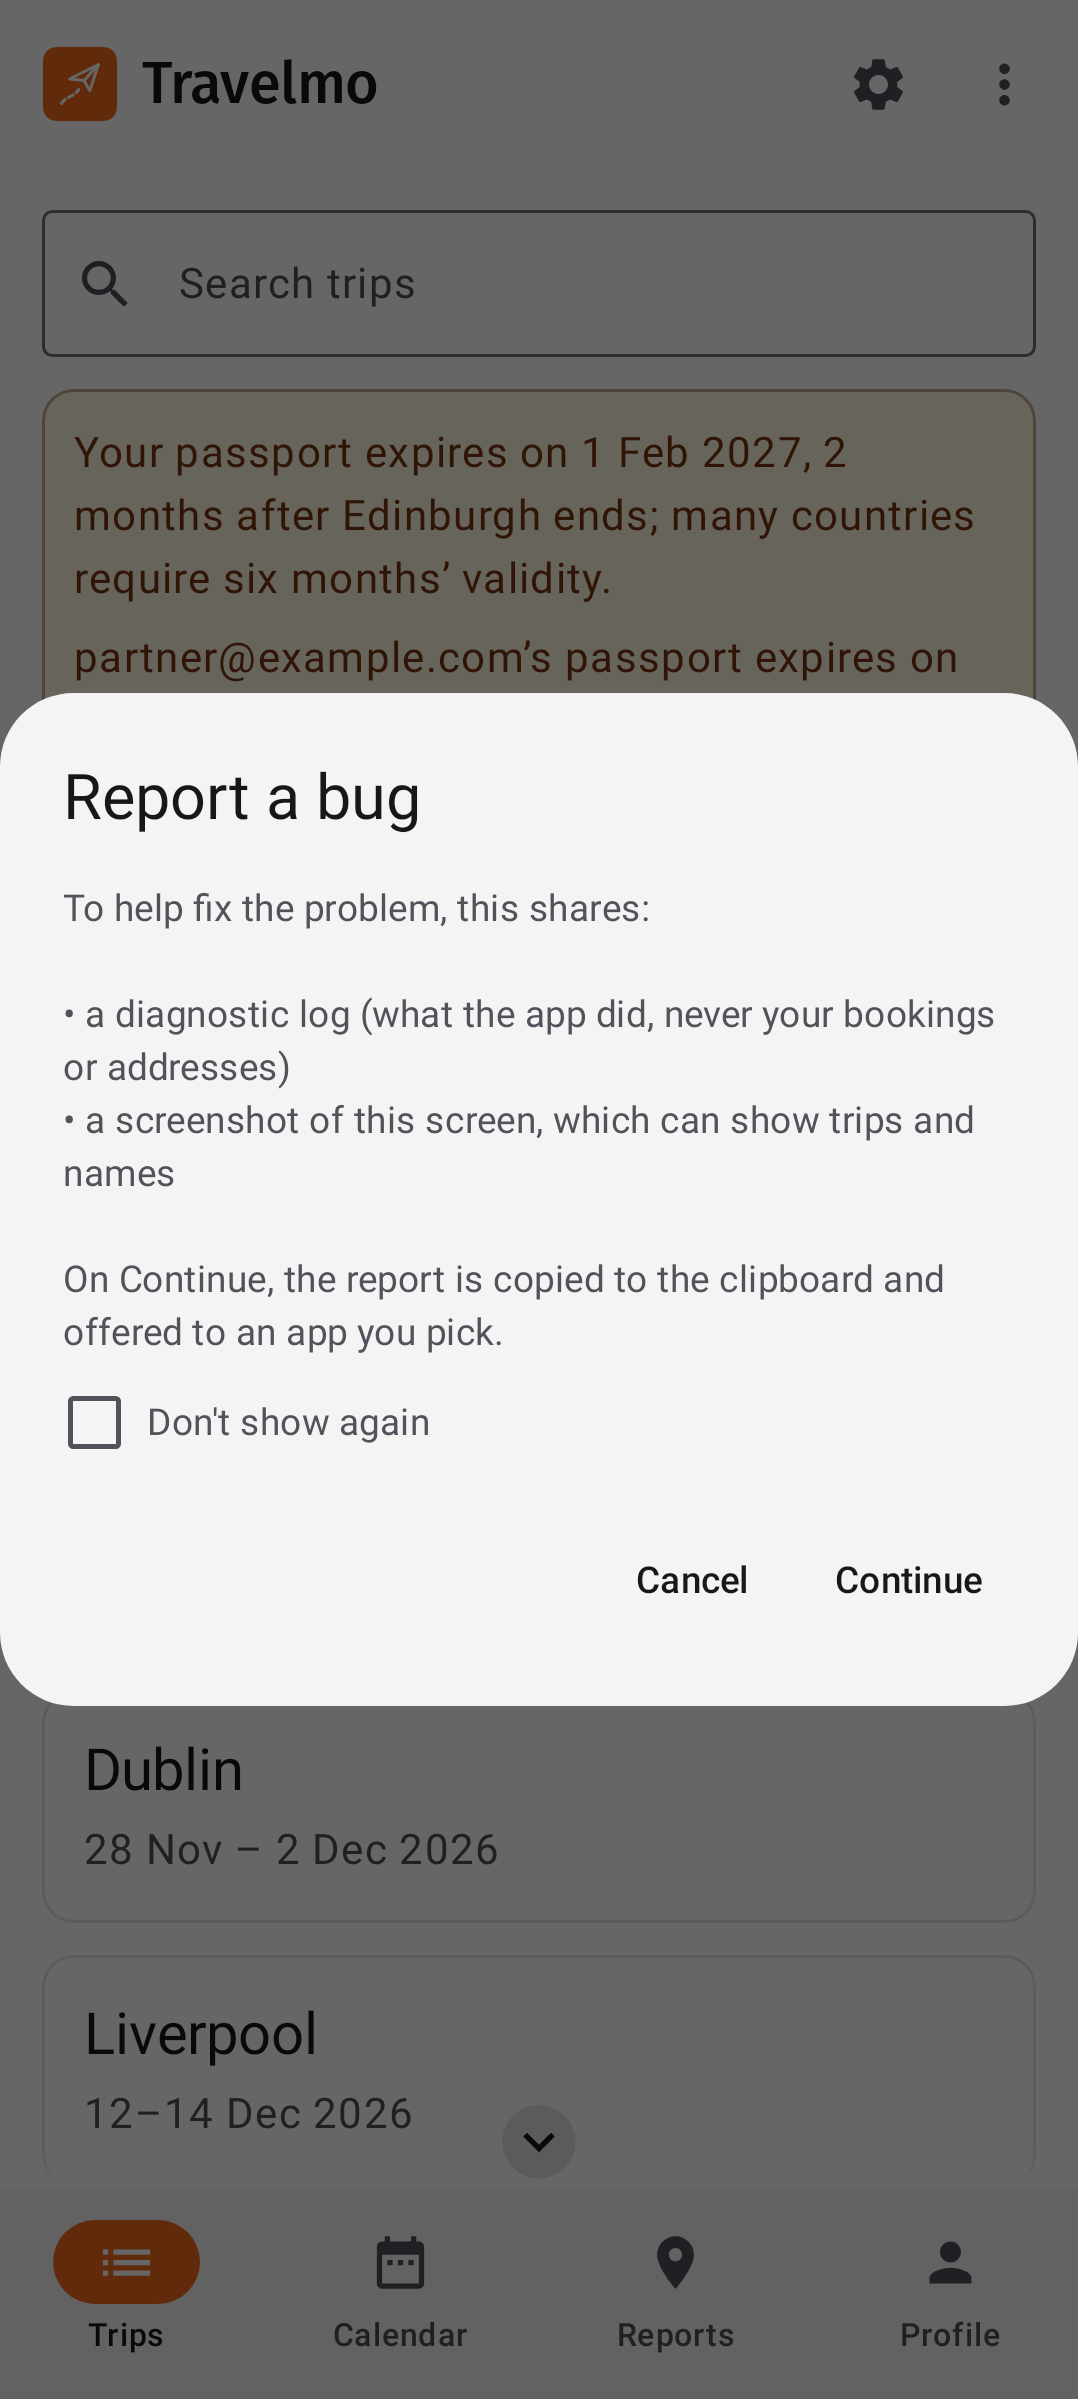 Travelmo
Search trips
Your passport expires on 1 Feb 2027, 2
months after Edinburgh ends; many countries
require six months’ validity.
partner@example.com’s passport expires on
Report a bug
To help fix the problem, this shares:
• a diagnostic log (what the app did, never your bookings
or addresses)
• a screenshot of this screen, which can show trips and
names
On Continue, the report is copied to the clipboard and
offered to an app you pick.
Don't show again
Cancel
Continue
Dublin
28 Nov – 2 Dec 2026
Liverpool
12–14 Dec 2026
Trips
Calendar
Reports
Profile